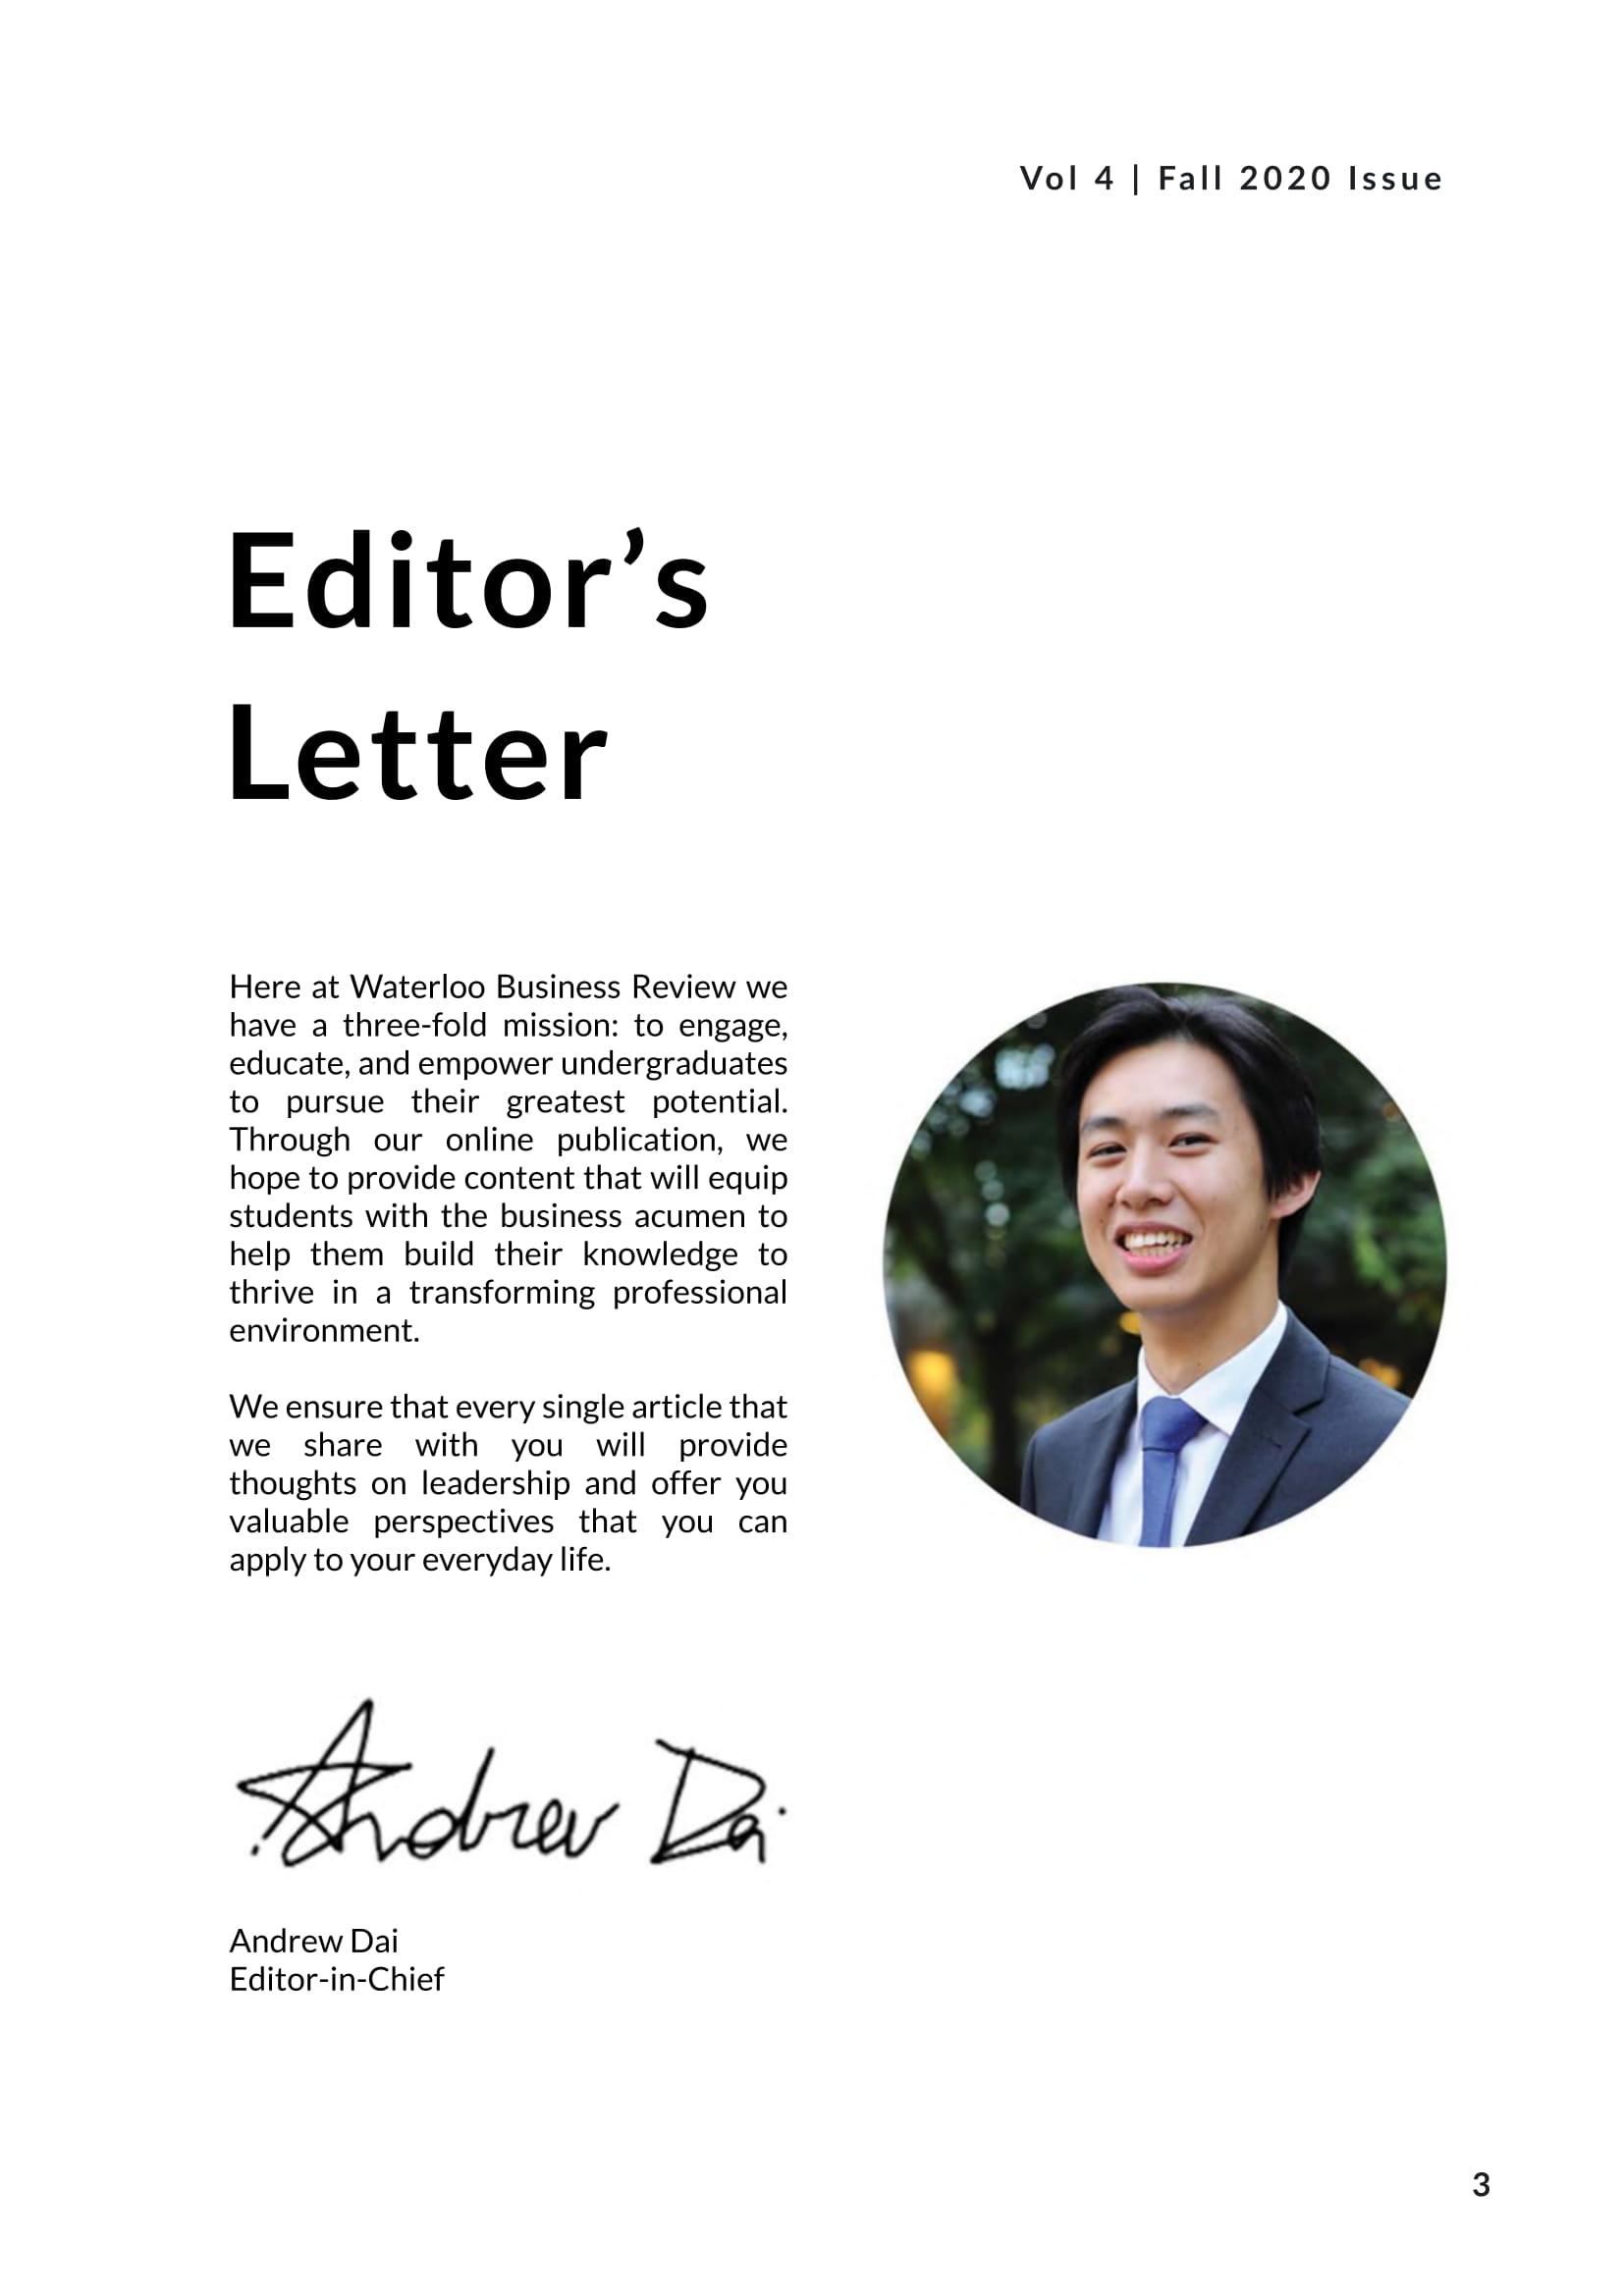 Vol 4 | Fall 2020 Issue
Editor’s
Letter
Here at Waterloo Business Review we
have a three-fold mission: to engage,
educate, and empower undergraduates
to pursue their greatest potential.
Through our online publication, we
hope to provide content that will equip
students with the business acumen to
help them build their knowledge to
thrive in a transforming professional
environment.
We ensure that every single article that
we share with you will provide
thoughts on leadership and offer you
valuable perspectives that you can
apply to your everyday life.
Andrew Dai
Andrew Dai
Editor-in-Chief
3